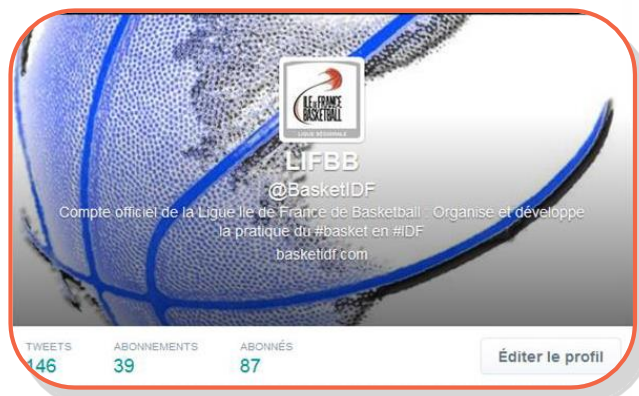 ILE DE FRANCE
BASKETBALL
LIGUE RÉGIONALE
LIFBB
@BasketIDF
Compte officiel de la Ligue Ile de France de Basketball : Organise et développe
la pratique du #basket en #IDF
basketidf.com
TWEETS ABONNEMENTS ABONNÉS
146 39 87
Éditer le profil